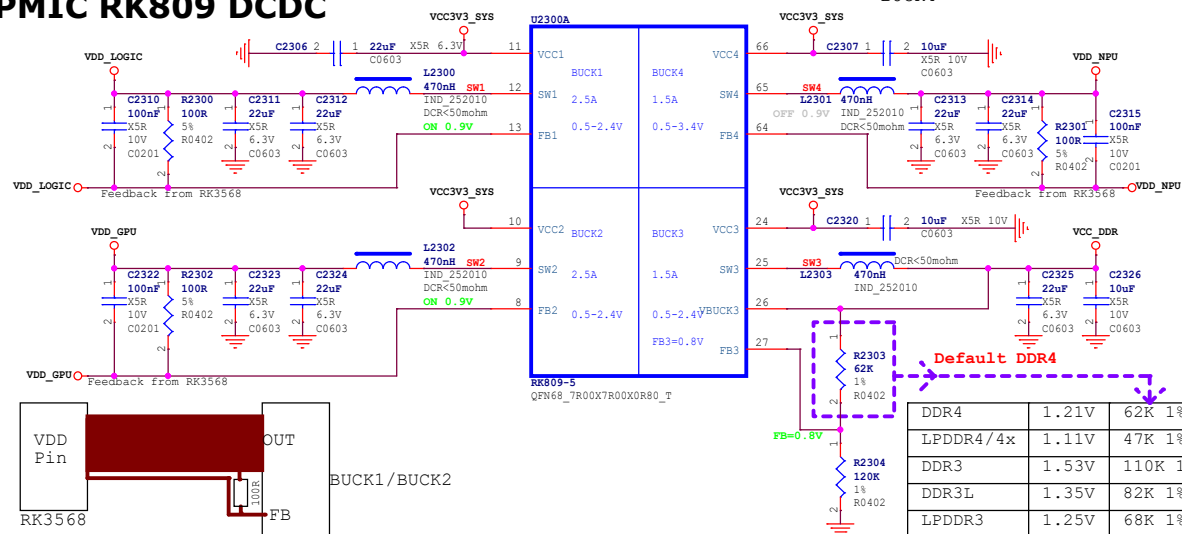 PMIC RK809 DCDC
VCC3V3_SYS
U2300A
VCC3V3_SYS
C2306 2 1 22uF X5R 6.3V
C0603
11 VCC1
VCC4 66
C2307 1 2 10uF
X5R 10V
C0603
VDD_LOGIC
VDD_NPU
BUCK1
BUCK4
L2300
470nH SW1 12 SW1
IND_252010
DCR<50mohm
ON 0.9V
2.5A
1.5A
SW4 65 SW4
L2301 470nH
OFF 0.9V IND_252010
DCR<50mohm
13 FB1
0.5-2.4V
0.5-3.4V
FB4 64
C2310
100nF
X5R
10V
C0201
R2300
100R
5%
R0402
C2311
22uF
X5R
6.3V
C0603
C2312
22uF
X5R
6.3V
C0603
C2313
22uF
X5R
6.3V
C0603
C2314
22uF
X5R
6.3V
C0603
R2301
100R
5%
R0402
C2315
100nF
X5R
10V
C0201
VDD_LOGIC
Feedback from RK3568
Feedback from RK3568
VDD_NPU
VCC3V3_SYS
VCC3V3_SYS
10 VCC2
VCC3 24
C2320 1 2 10uF X5R 10V
C0603
VDD_GPU
VCC_DDR
BUCK2
BUCK3
L2302
470nH SW2 9 SW2
IND_252010
DCR<50mohm
ON 0.9V
2.5A
1.5A
SW3 25 SW3
L2303 470nH
IND_252010
DCR<50mohm
8 FB2
0.5-2.4V
0.5-2.4V
VBUCK3 26
FB3=0.8V
FB3 27
C2322
100nF
X5R
10V
C0201
R2302
100R
5%
R0402
C2323
22uF
X5R
6.3V
C0603
C2324
22uF
X5R
6.3V
C0603
C2325
22uF
X5R
6.3V
C0603
C2326
10uF
X5R
10V
C0603
VDD_GPU
Feedback from RK3568
RK809-5
QFN68_7R00X7R00X0R80_T
1
R2303
62K
1%
R0402
2
Default DDR4
FB=0.8V
1
R2304
120K
1%
R0402
2
DDR4 1.21V 62K 1%
LPDDR4/4x 1.11V 47K 1%
DDR3 1.53V 110K 1
DDR3L 1.35V 82K 1%
LPDDR3 1.25V 68K 1%
VDD
Pin
OUT
BUCK1/BUCK2
100R
FB
RK3568